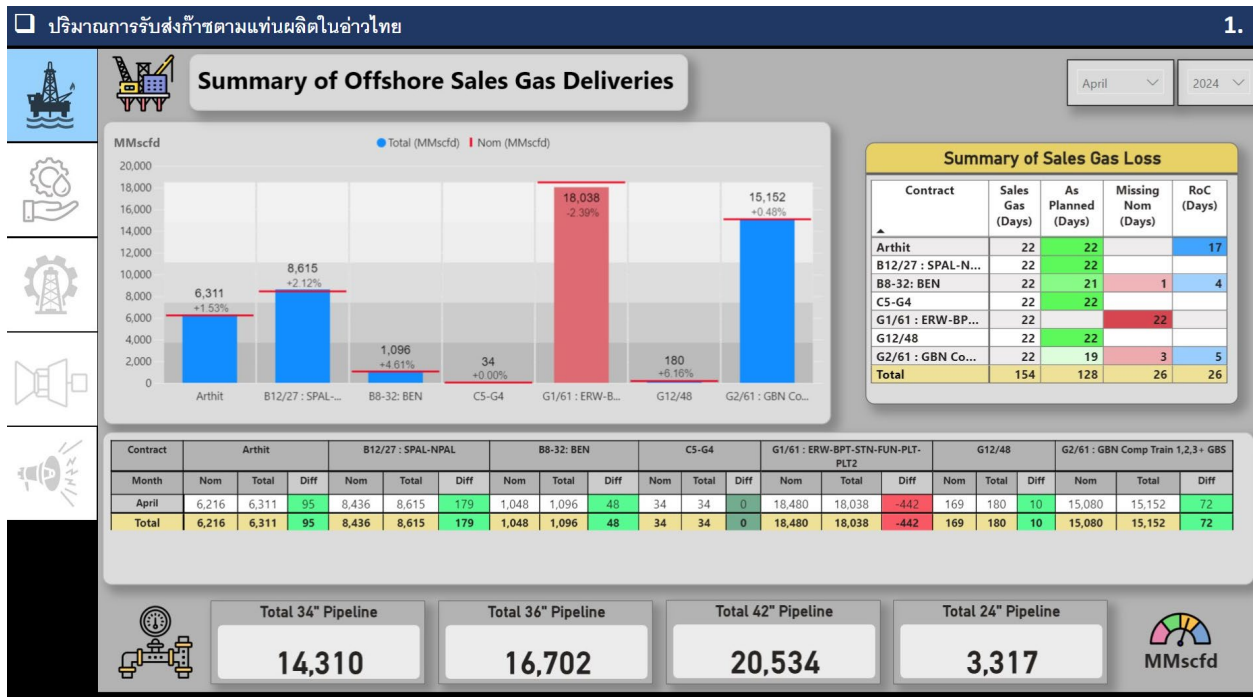 ปริมาณการรับส่งก๊าซตามแท่นผลิตในอ่าวไทย 1.
Summary of Offshore Sales Gas Deliveries
April 2024
MMscfd Total (MMscfd) Nom (MMscfd)
20,000
18,000
16,000
14,000
12,000
10,000
8,000
6,000
4,000
2,000
0
6,311
+1.53%
8,615
+2.12%
1,096
+4.61%
34
+0.00%
18,038
-2.39%
180
+6.16%
15,152
+0.48%
Arthit B12/27 : SPAL-... B8-32: BEN C5-G4 G1/61 : ERW-B... G12/48 G2/61 : GBN Co...
Summary of Sales Gas Loss
Contract Sales Gas (Days) As Planned (Days) Missing Nom (Days) RoC (Days)
Arthit 22 22 17
B12/27 : SPAL-N... 22 22
B8-32: BEN 22 21 1 4
C5-G4 22 22
G1/61 : ERW-BP... 22 22
G12/48 22 22
G2/61 : GBN Co... 22 19 3 5
Total 154 128 26 26
Contract Arthit B12/27 : SPAL-NPAL B8-32: BEN C5-G4 G1/61 : ERW-BPT-STN-FUN-PLT-PLT2 G12/48 G2/61 : GBN Comp Train 1,2,3+ GBS
Month Nom Total Diff Nom Total Diff Nom Total Diff Nom Total Diff Nom Total Diff Nom Total Diff Nom Total Diff
April 6,216 6,311 95 8,436 8,615 179 1,048 1,096 48 34 34 0 18,480 18,038 -442 169 180 10 15,080 15,152 72
Total 6,216 6,311 95 8,436 8,615 179 1,048 1,096 48 34 34 0 18,480 18,038 -442 169 180 10 15,080 15,152 72
Total 34" Pipeline
14,310
Total 36" Pipeline
16,702
Total 42" Pipeline
20,534
Total 24" Pipeline
3,317
MMscfd